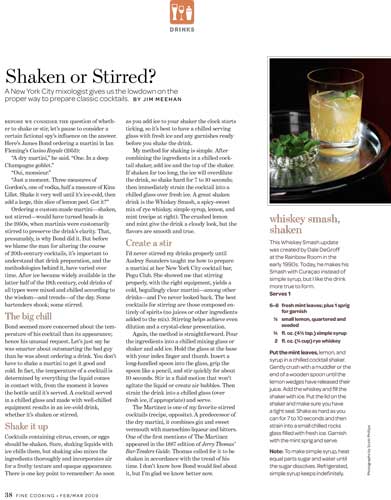 DRINKS
Shaken or Stirred?
A New York City mixologist gives us the lowdown on the
proper way to prepare classic cocktails. BY JIM MEEHAN
BEFORE WE CONSIDER THE question of wheth-
er to shake or stir, let's pause to consider a
certain fictional spy's influence on the answer.
Here's James Bond ordering a martini in Ian
Fleming's Casino Royale (1953):
"A dry martini," he said. "One. In a deep
Champagne goblet."
"Oui, monsieur."
"Just a moment. Three measures of
Gordon's, one of vodka, half a measure of Kina
Lillet. Shake it very well until it's ice-cold, then
add a large, thin slice of lemon peel. Got it?"
Ordering a custom-made martini—shaken,
not stirred—would have turned heads in
the 1950s, when martinis were customarily
stirred to preserve the drink's clarity. That,
presumably, is why Bond did it. But before
we blame the man for altering the course
of 20th-century cocktails, it's important to
understand that drink preparation, and the
methodologies behind it, have varied over
time. After ice became widely available in the
latter half of the 19th century, cold drinks of
all types were mixed and chilled according to
the wisdom—and trends—of the day. Some
bartenders shook; some stirred.
The big chill
Bond seemed more concerned about the tem-
perature of his cocktail than its appearance,
hence his unusual request. Let's just say he
was smarter about outsmarting the bad guy
than he was about ordering a drink. You don't
have to shake a martini to get it good and
cold. In fact, the temperature of a cocktail is
determined by everything the liquid comes
in contact with, from the moment it leaves
the bottle until it's served. A cocktail served
in a chilled glass and made with well-chilled
equipment results in an ice-cold drink,
whether it's shaken or stirred.
Shake it up
Cocktails containing citrus, cream, or eggs
should be shaken. Sure, shaking liquids with
ice chills them, but shaking also mixes the
ingredients thoroughly and incorporates air
for a frothy texture and opaque appearance.
There is one key point to remember: As soon
as you add ice to your shaker the clock starts
ticking, so it's best to have a chilled serving
glass with fresh ice and any garnishes ready
before you shake the drink.
My method for shaking is simple. After
combining the ingredients in a chilled cock-
tail shaker, add ice and the top of the shaker.
If shaken for too long, the ice will overdilute
the drink, so shake hard for 7 to 10 seconds;
then immediately strain the cocktail into a
chilled glass over fresh ice. A great shaken
drink is the Whiskey Smash, a spicy-sweet
mix of rye whiskey, simple syrup, lemon, and
mint (recipe at right). The crushed lemon
and mint give the drink a cloudy look, but the
flavors are smooth and true.
Create a stir
I'd never stirred my drinks properly until
Audrey Saunders taught me how to prepare
a martini at her New York City cocktail bar,
Pegu Club. She showed me that stirring
properly, with the right equipment, yields a
cold, beguilingly clear martini—among other
drinks—and I've never looked back. The best
cocktails for stirring are those composed en-
tirely of spirits (no juices or other ingredients
added to the mix). Stirring helps achieve even
dilution and a crystal-clear presentation.
Again, the method is straightforward. Pour
the ingredients into a chilled mixing glass or
shaker and add ice. Hold the glass at the base
with your index finger and thumb. Insert a
long-handled spoon into the glass, grip the
spoon like a pencil, and stir quickly for about
10 seconds. Stir in a fluid motion that won't
agitate the liquid or create air bubbles. Then
strain the drink into a chilled glass (over
fresh ice, if appropriate) and serve.
The Martinez is one of my favorite stirred
cocktails (recipe, opposite). A predecessor of
the dry martini, it combines gin and sweet
vermouth with maraschino liqueur and bitters.
One of the first mentions of The Martinez
appeared in the 1887 edition of Jerry Thomas'
Bar-Tenders Guide. Thomas called for it to be
shaken in accordance with the trend of his
time. I don't know how Bond would feel about
it, but I'm glad we know better now.
whiskey smash,
shaken
This Whiskey Smash update
was created by Dale DeGroff
at the Rainbow Room in the
early 1990s. Today, he makes his
Smash with Curaçao instead of
simple syrup, but I like the drink
more true to form.
Serves 1
6–8 fresh mint leaves; plus 1 sprig
for garnish
½ small lemon, quartered and
seeded
¾ fl. oz. (4½ tsp.) simple syrup
2 fl. oz. (¼ cup) rye whiskey
Put the mint leaves, lemon, and
syrup in a chilled cocktail shaker.
Gently crush with a muddler or the
end of a wooden spoon until the
lemon wedges have released their
juice. Add the whiskey and fill the
shaker with ice. Put the lid on the
shaker and make sure you have
a tight seal. Shake as hard as you
can for 7 to 10 seconds and then
strain into a small chilled rocks
glass filled with fresh ice. Garnish
with the mint sprig and serve.
Note: To make simple syrup, heat
equal parts sugar and water until
the sugar dissolves. Refrigerated,
simple syrup keeps indefinitely.
38 FINE COOKING • FEB/MAR 2009